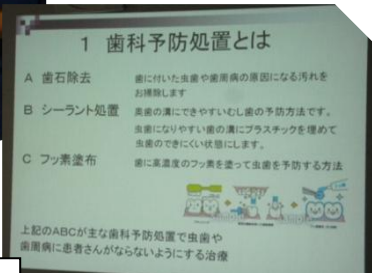 1 歯科予防処置とは
A 歯石除去 歯に付いた虫歯や歯周病の原因になる汚れを
お掃除します
B シーラント処置 奥歯の溝にできやすいむし歯の予防方法です。
虫歯になりやすい歯の溝にプラスチックを埋めて
虫歯のできにくい状態にします。
C フッ素塗布 歯に高濃度のフッ素を塗って虫歯を予防する方法
上記のABCが主な歯科予防処置で虫歯や
歯周病に患者さんがならないようにする治療